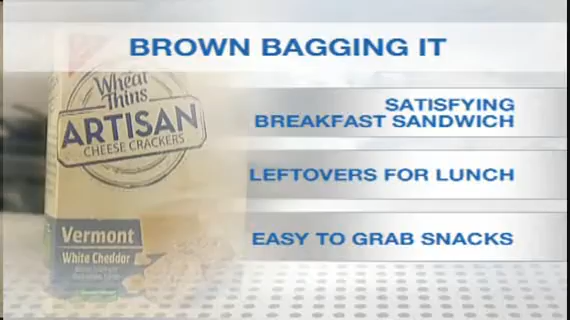 BROWN BAGGING IT
Wheat
Thins
ARTISAN
CHEESE CRACKERS
SATISFYING
BREAKFAST SANDWICH
LEFTOVERS FOR LUNCH
Vermont
White Cheddar
EASY TO GRAB SNACKS